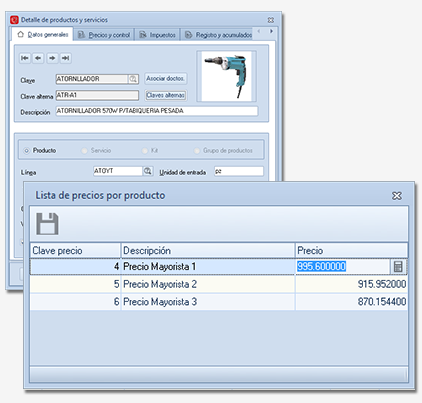 Detalle de productos y servicios
Datos generales Precios y control Impuestos Registro y acumulados
Clave ATORNILLADOR Asociar doctos.
Clave alterna ATR-A1 Claves alternas
Descripción ATORNILLADOR 570W P/TABIQUERIA PESADA
Producto Servicio Kit Grupo de productos
Línea ATOYT Unidad de entrada pz
Lista de precios por producto
Clave precio Descripción Precio
4 Precio Mayorista 1 995.600000
5 Precio Mayorista 2 915.952000
6 Precio Mayorista 3 870.154400